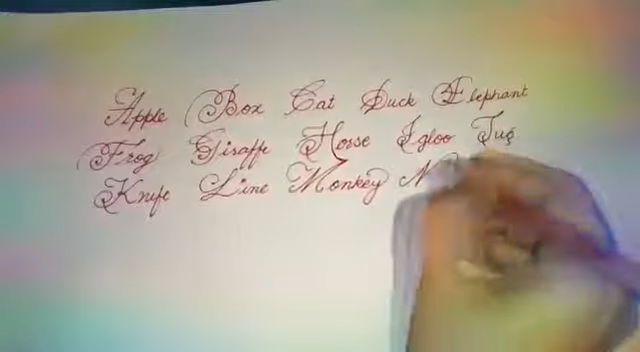 Apple Box Cat Duck Elephant
Frog Giraffe Horse Igloo Jug
Knife Line Monkey N